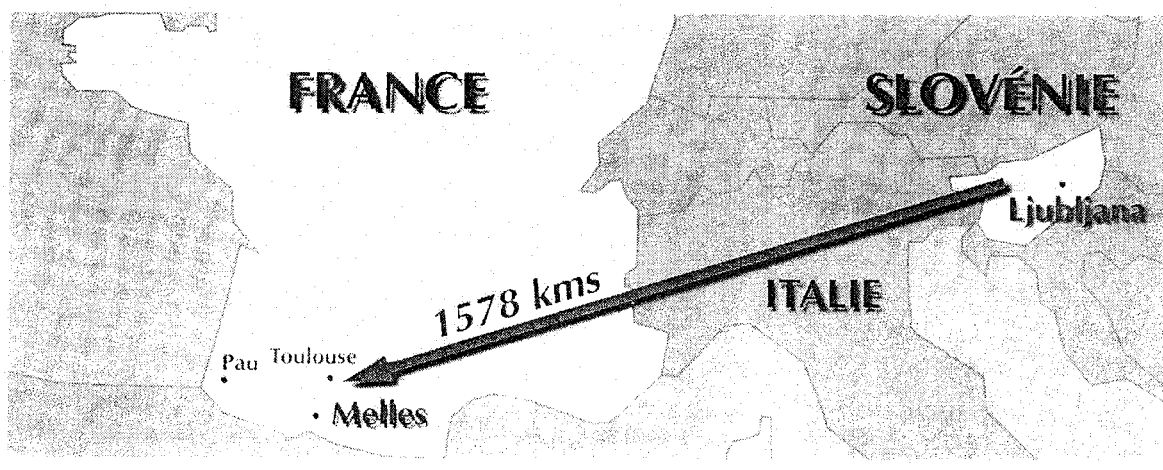 FRANCE
SLOVÉNIE
Ljubljana
1578 kms
ITALIE
Pau
Toulouse
Melles